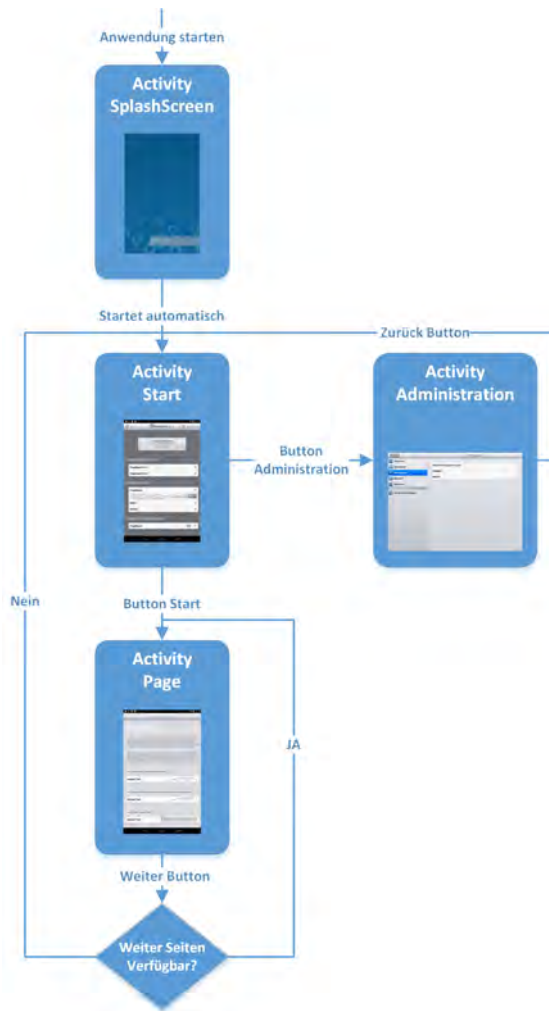 Anwendung starten
Activity
SplashScreen
Startet automatisch
Zurück Button
Activity
Start
Activity
Administration
Button
Administration
Nein
Button Start
Activity
Page
JA
Weiter Button
Weiter Seiten
Verfügbar?